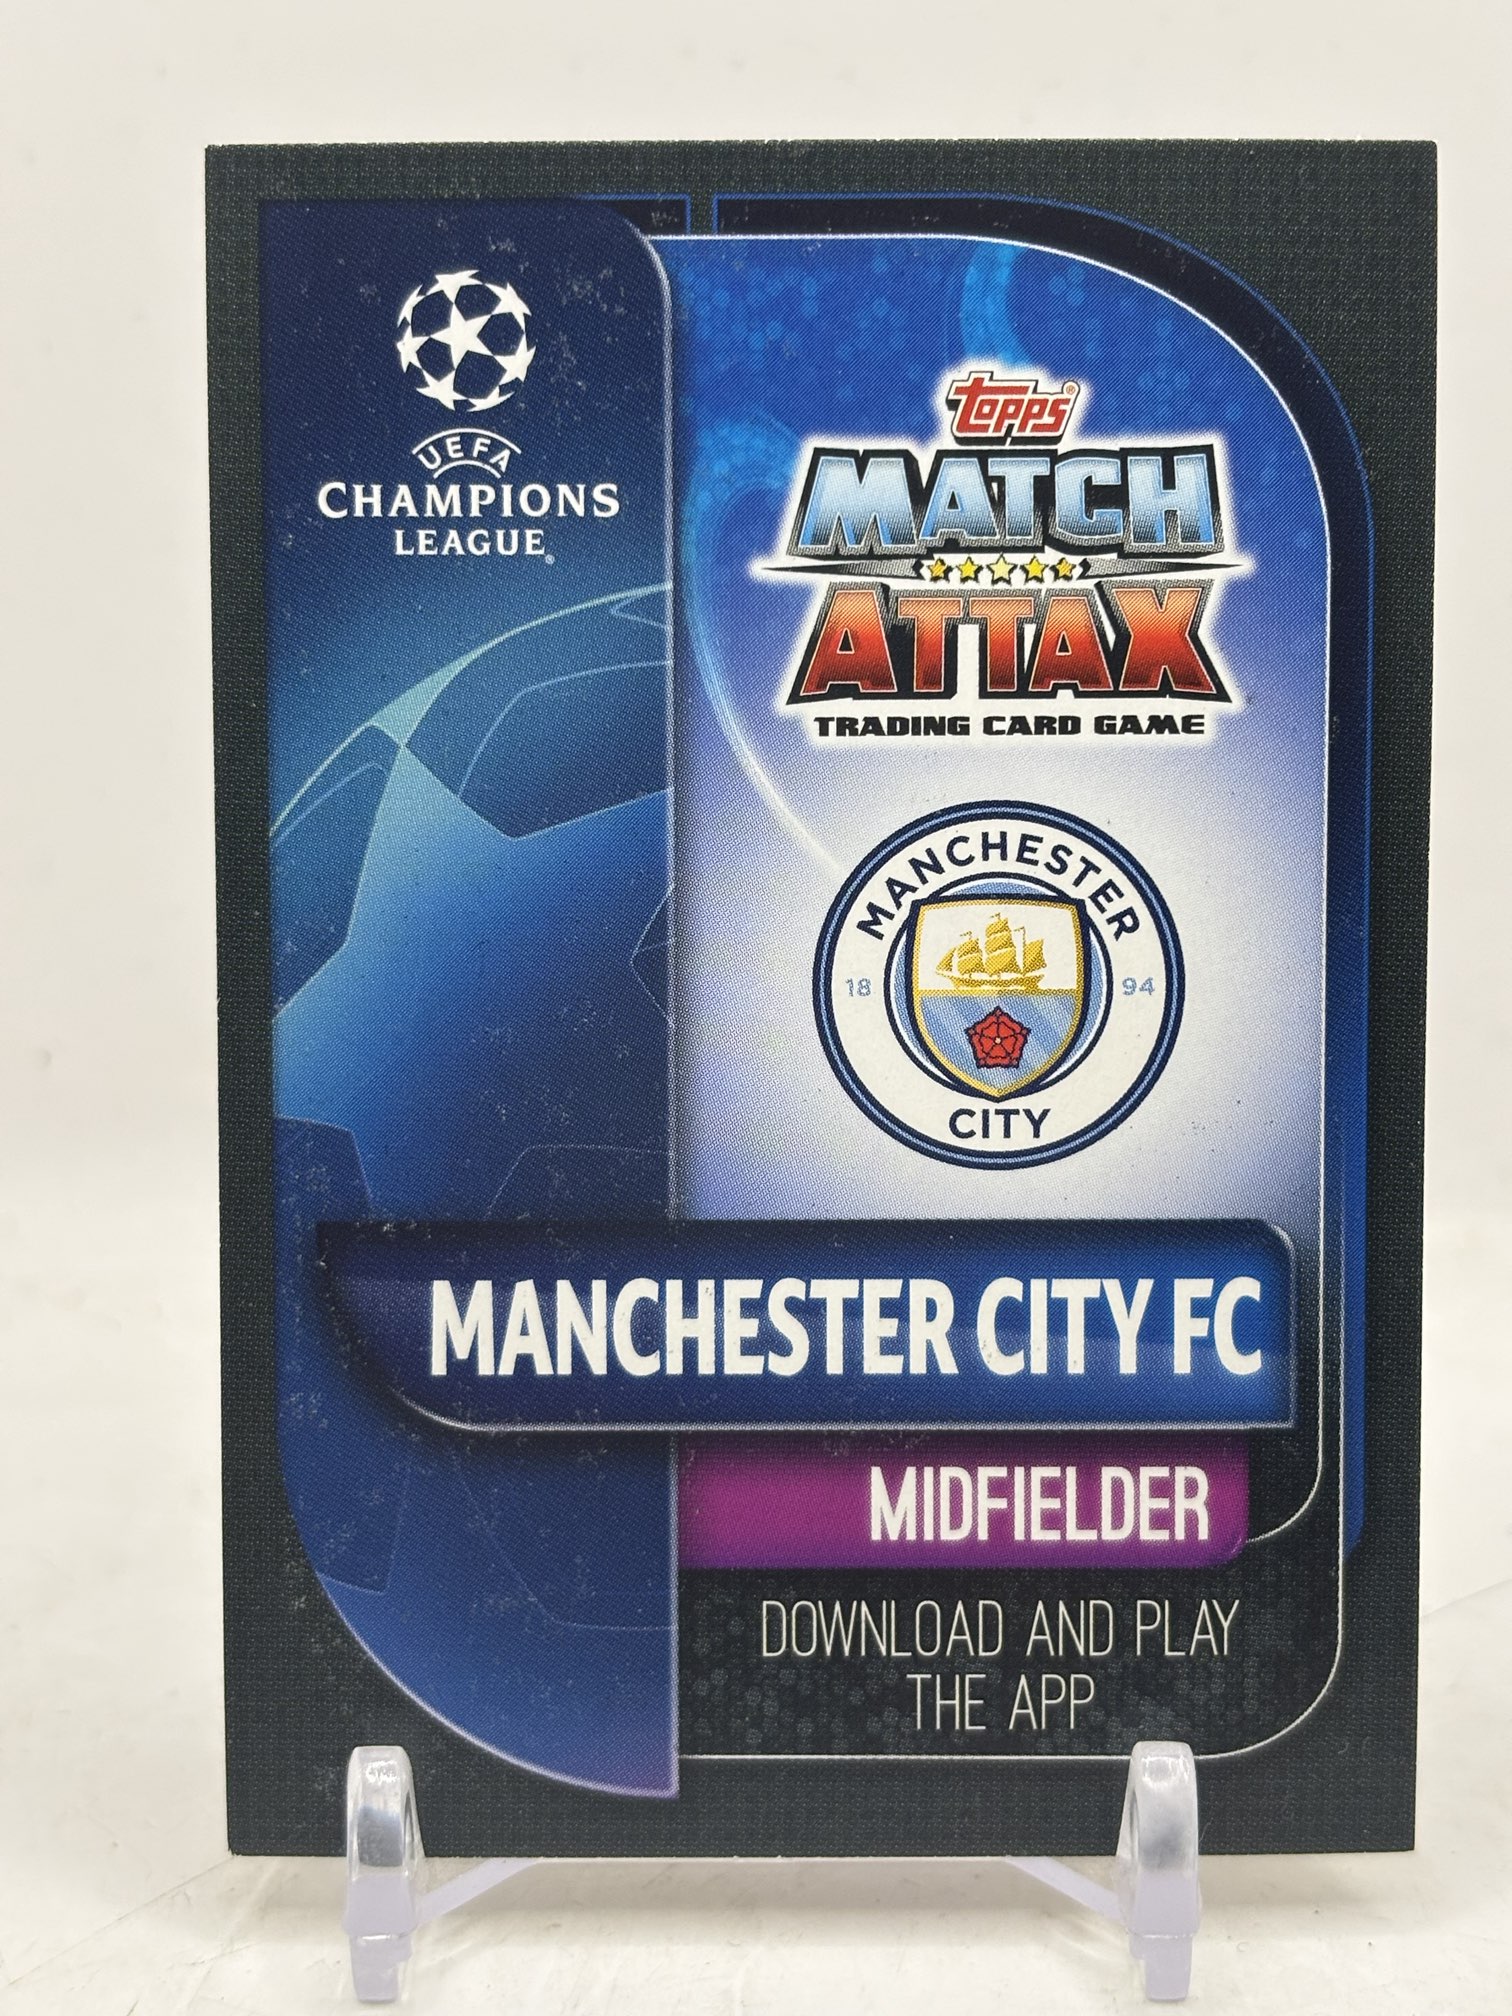 UEFA
CHAMPIONS
LEAGUE®
topps®
MATCH
ATTAX
TRADING CARD GAME
MANCHESTER
18 94
CITY
MANCHESTER CITY FC
MIDFIELDER
DOWNLOAD AND PLAY
THE APP